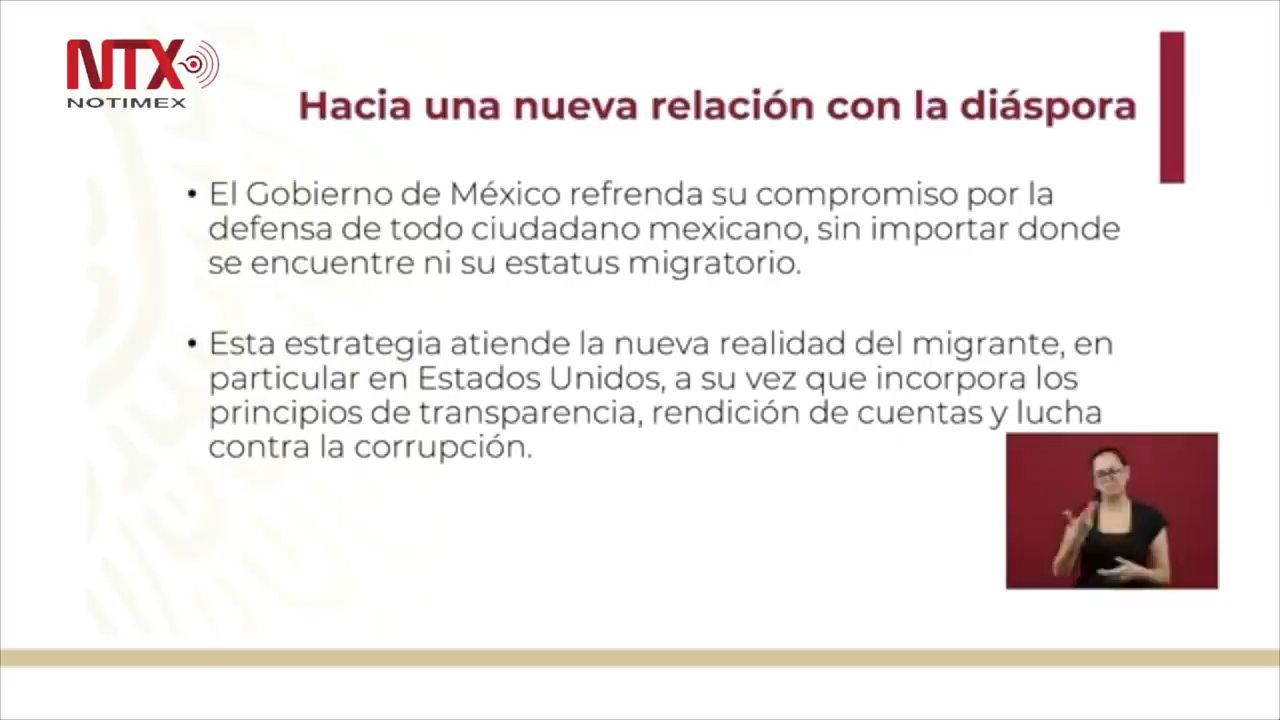 NTX
NOTIMEX
Hacia una nueva relación con la diáspora
• El Gobierno de México refrenda su compromiso por la
defensa de todo ciudadano mexicano, sin importar donde
se encuentre ni su estatus migratorio.
• Esta estrategia atiende la nueva realidad del migrante, en
particular en Estados Unidos, a su vez que incorpora los
principios de transparencia, rendición de cuentas y lucha
contra la corrupción.